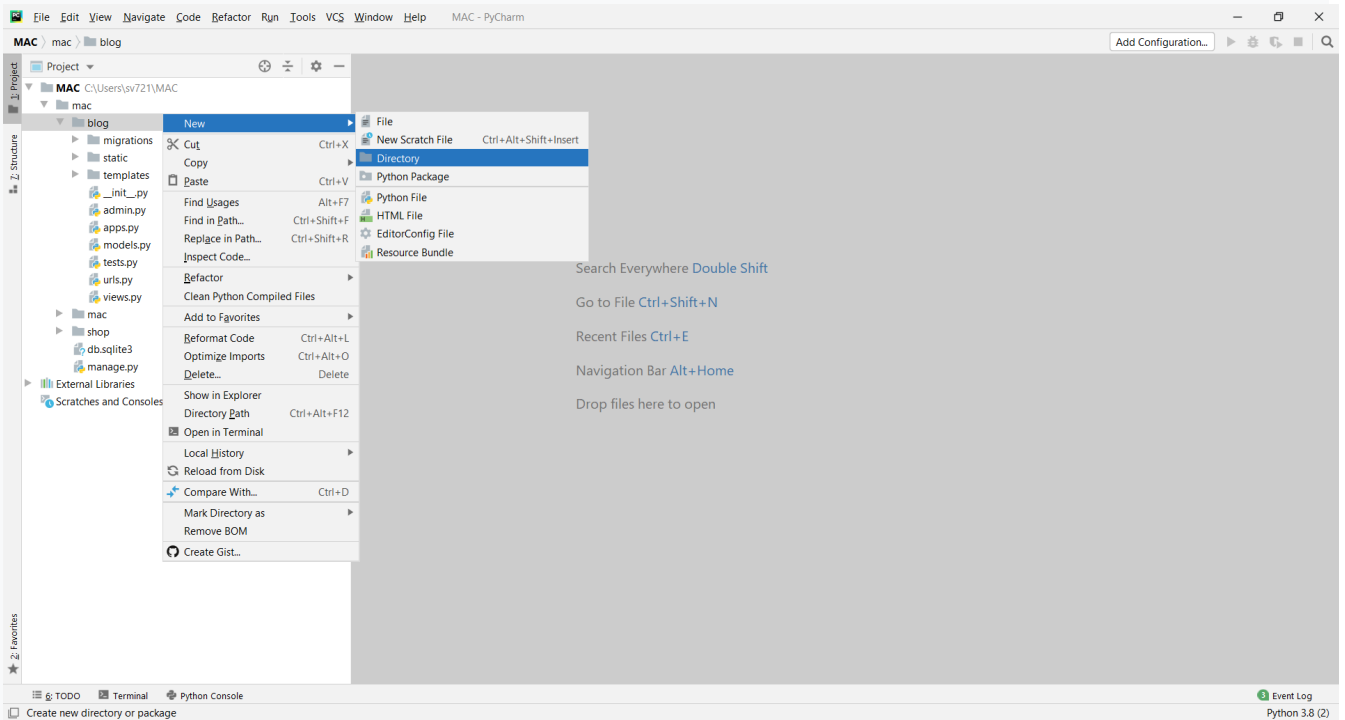 File Edit View Navigate Code Refactor Run Tools VCS Window Help MAC - PyCharm
MAC mac blog Add Configuration...
1: Project
Project
MAC C:\Users\sv721\MAC
mac
blog
migrations
static
templates
__init__.py
admin.py
apps.py
models.py
tests.py
urls.py
views.py
mac
shop
db.sqlite3
manage.py
External Libraries
Scratches and Consoles
New
Cut Ctrl+X
Copy
Paste Ctrl+V
Find Usages Alt+F7
Find in Path... Ctrl+Shift+F
Replace in Path... Ctrl+Shift+R
Inspect Code...
Refactor
Clean Python Compiled Files
Add to Favorites
Reformat Code Ctrl+Alt+L
Optimize Imports Ctrl+Alt+O
Delete... Delete
Show in Explorer
Directory Path Ctrl+Alt+F12
Open in Terminal
Local History
Reload from Disk
Compare With... Ctrl+D
Mark Directory as
Remove BOM
Create Gist...
File
New Scratch File Ctrl+Alt+Shift+Insert
Directory
Python Package
Python File
HTML File
EditorConfig File
Resource Bundle
Search Everywhere Double Shift
Go to File Ctrl+Shift+N
Recent Files Ctrl+E
Navigation Bar Alt+Home
Drop files here to open
7: Structure
2: Favorites
6: TODO Terminal Python Console 3 Event Log
Create new directory or package Python 3.8 (2)